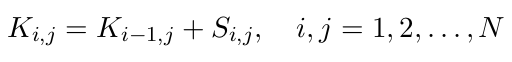 $K_{i,j} = K_{i-1,j} + S_{i,j}, \quad i, j = 1, 2, \ldots, N$